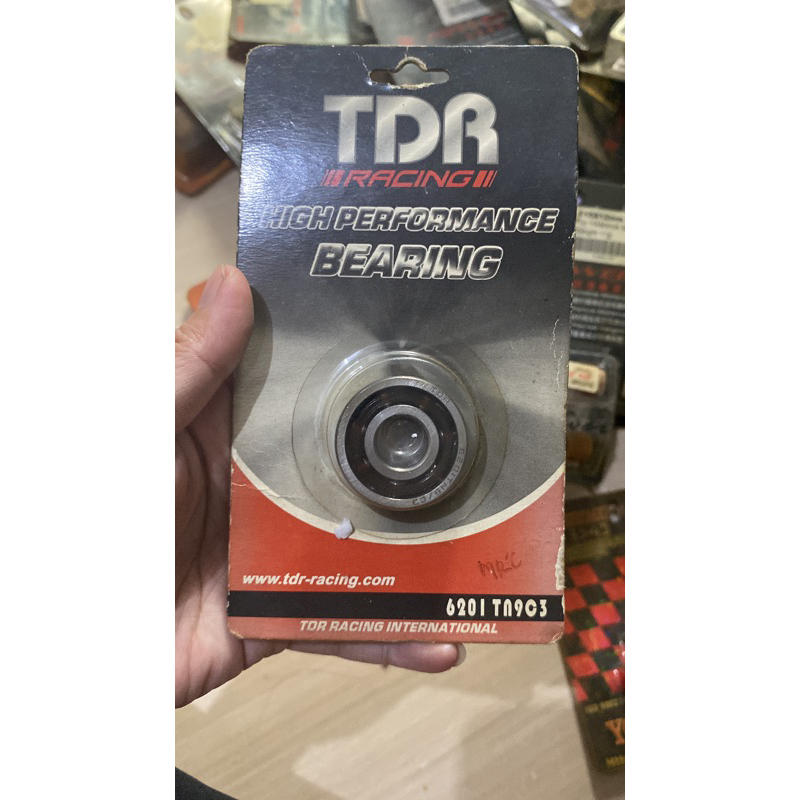 TDR
RACING
HIGH PERFORMANCE
BEARING
www.tdr-racing.com
6201 TN9C3
TDR RACING INTERNATIONAL